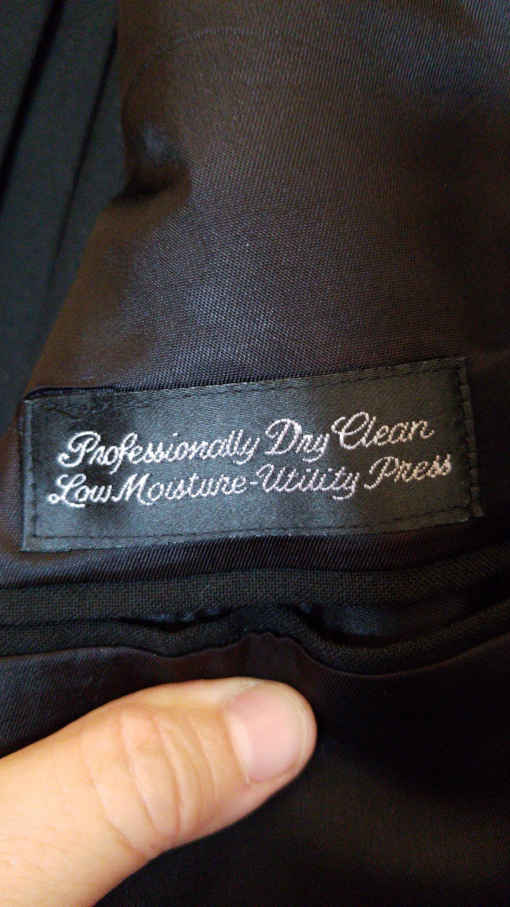 Professionally Dry Clean
Low Moisture-Utility Press